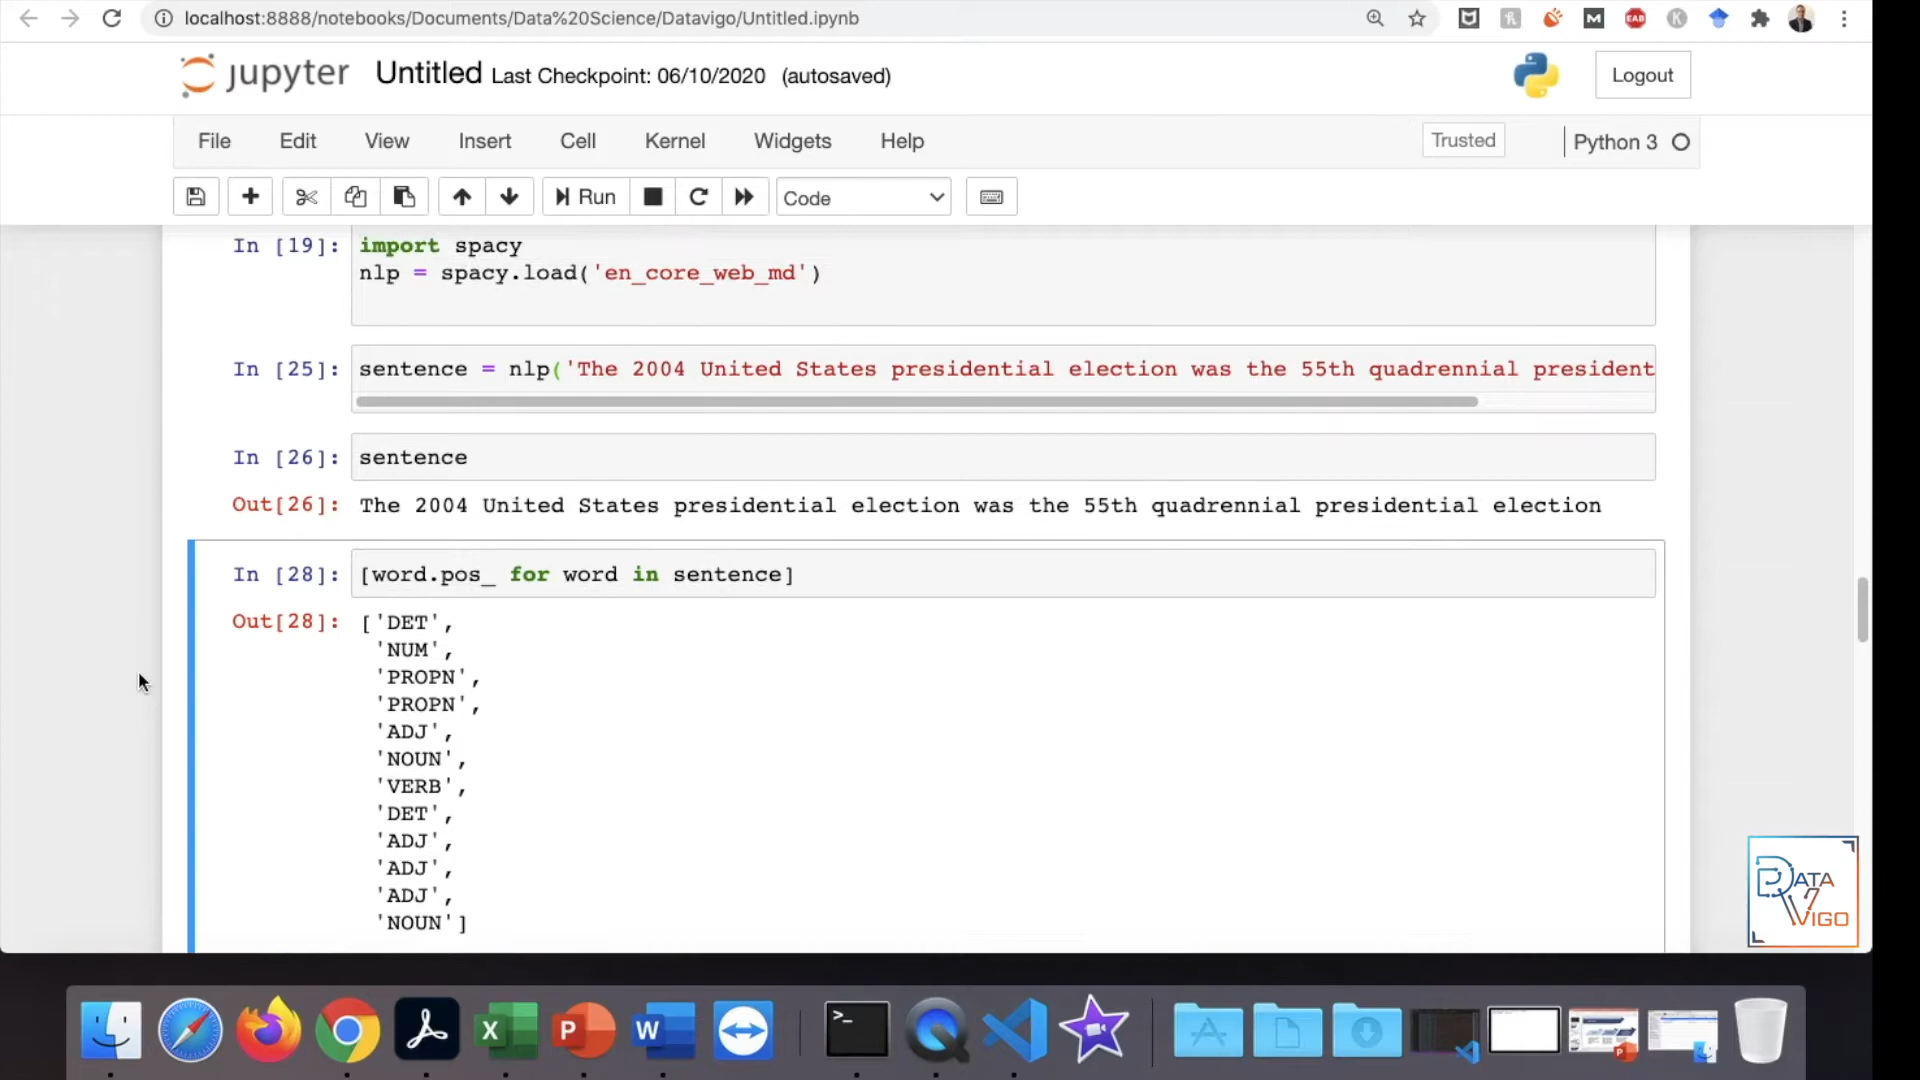 localhost:8888/notebooks/Documents/Data%20Science/Datavigo/Untitled.ipynb
jupyter Untitled Last Checkpoint: 06/10/2020 (autosaved)
Logout
File Edit View Insert Cell Kernel Widgets Help
Trusted
Python 3
Run
Code
In [19]: import spacy
nlp = spacy.load('en_core_web_md')
In [25]: sentence = nlp('The 2004 United States presidential election was the 55th quadrennial president
In [26]: sentence
Out[26]: The 2004 United States presidential election was the 55th quadrennial presidential election
In [28]: [word.pos_ for word in sentence]
Out[28]: ['DET',
'NUM',
'PROPN',
'PROPN',
'ADJ',
'NOUN',
'VERB',
'DET',
'ADJ',
'ADJ',
'ADJ',
'NOUN']
DATA
VIGO